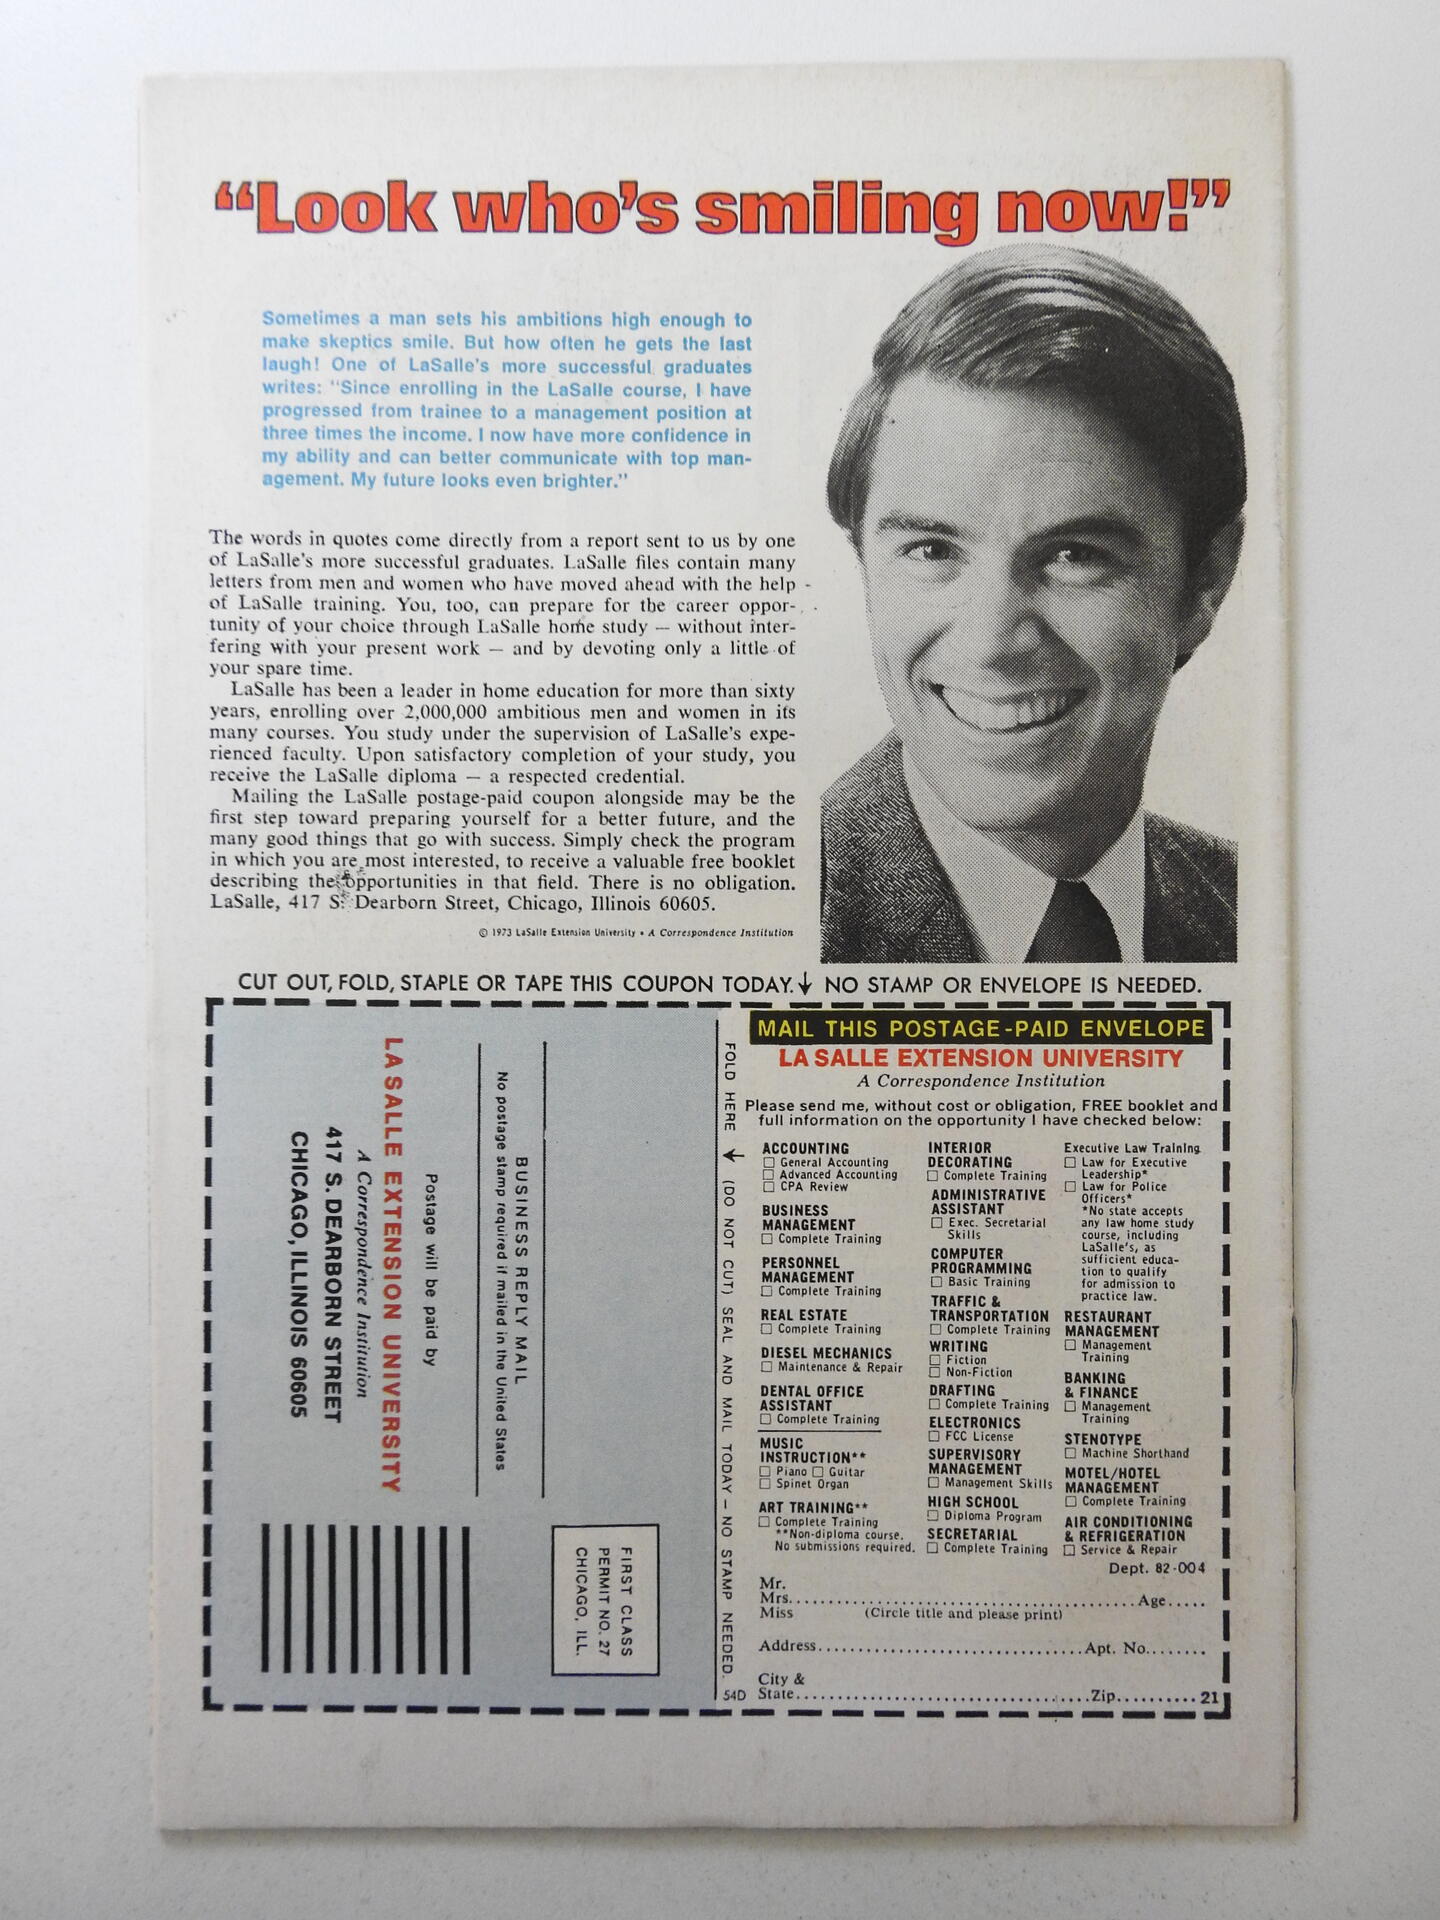 “Look who’s smiling now!”
Sometimes a man sets his ambitions high enough to
make skeptics smile. But how often he gets the last
laugh! One of LaSalle’s more successful graduates
writes: “Since enrolling in the LaSalle course, I have
progressed from trainee to a management position at
three times the income. I now have more confidence in
my ability and can better communicate with top man-
agement. My future looks even brighter.”
The words in quotes come directly from a report sent to us by one
of LaSalle’s more successful graduates. LaSalle files contain many
letters from men and women who have moved ahead with the help
of LaSalle training. You, too, can prepare for the career oppor-
tunity of your choice through LaSalle home study — without inter-
fering with your present work — and by devoting only a little of
your spare time.
LaSalle has been a leader in home education for more than sixty
years, enrolling over 2,000,000 ambitious men and women in its
many courses. You study under the supervision of LaSalle’s expe-
rienced faculty. Upon satisfactory completion of your study, you
receive the LaSalle diploma — a respected credential.
Mailing the LaSalle postage-paid coupon alongside may be the
first step toward preparing yourself for a better future, and the
many good things that go with success. Simply check the program
in which you are most interested, to receive a valuable free booklet
describing the opportunities in that field. There is no obligation.
LaSalle, 417 S. Dearborn Street, Chicago, Illinois 60605.
© 1973 LaSalle Extension University • A Correspondence Institution
CUT OUT, FOLD, STAPLE OR TAPE THIS COUPON TODAY.↓ NO STAMP OR ENVELOPE IS NEEDED.
FIRST CLASS
PERMIT NO. 27
CHICAGO, ILL.
BUSINESS REPLY MAIL
No postage stamp required if mailed in the United States
Postage will be paid by
LA SALLE EXTENSION UNIVERSITY
A Correspondence Institution
417 S. DEARBORN STREET
CHICAGO, ILLINOIS 60605
FOLD HERE → (DO NOT CUT) SEAL AND MAIL TODAY — NO STAMP NEEDED.
54D
MAIL THIS POSTAGE-PAID ENVELOPE
LA SALLE EXTENSION UNIVERSITY
A Correspondence Institution
Please send me, without cost or obligation, FREE booklet and
full information on the opportunity I have checked below:
ACCOUNTING
☐ General Accounting
☐ Advanced Accounting
☐ CPA Review
BUSINESS
MANAGEMENT
☐ Complete Training
PERSONNEL
MANAGEMENT
☐ Complete Training
REAL ESTATE
☐ Complete Training
DIESEL MECHANICS
☐ Maintenance & Repair
DENTAL OFFICE
ASSISTANT
☐ Complete Training
MUSIC
INSTRUCTION**
☐ Piano ☐ Guitar
☐ Spinet Organ
ART TRAINING**
☐ Complete Training
**Non-diploma course.
No submissions required.
INTERIOR
DECORATING
☐ Complete Training
ADMINISTRATIVE
ASSISTANT
☐ Exec. Secretarial
Skills
COMPUTER
PROGRAMMING
☐ Basic Training
TRAFFIC &
TRANSPORTATION
☐ Complete Training
WRITING
☐ Fiction
☐ Non-Fiction
DRAFTING
☐ Complete Training
ELECTRONICS
☐ FCC License
SUPERVISORY
MANAGEMENT
☐ Management Skills
HIGH SCHOOL
☐ Diploma Program
SECRETARIAL
☐ Complete Training
Executive Law Training
☐ Law for Executive
Leadership*
☐ Law for Police
Officers*
*No state accepts
any law home study
course, including
LaSalle’s, as
sufficient educa-
tion to qualify
for admission to
practice law.
RESTAURANT
MANAGEMENT
☐ Management
Training
BANKING
& FINANCE
☐ Management
Training
STENOTYPE
☐ Machine Shorthand
MOTEL/HOTEL
MANAGEMENT
☐ Complete Training
AIR CONDITIONING
& REFRIGERATION
☐ Service & Repair
Dept. 82-004
Mr.
Mrs. ........ Age.....
Miss (Circle title and please print)
Address ........ Apt. No........
City &
State ........ Zip.......... 21